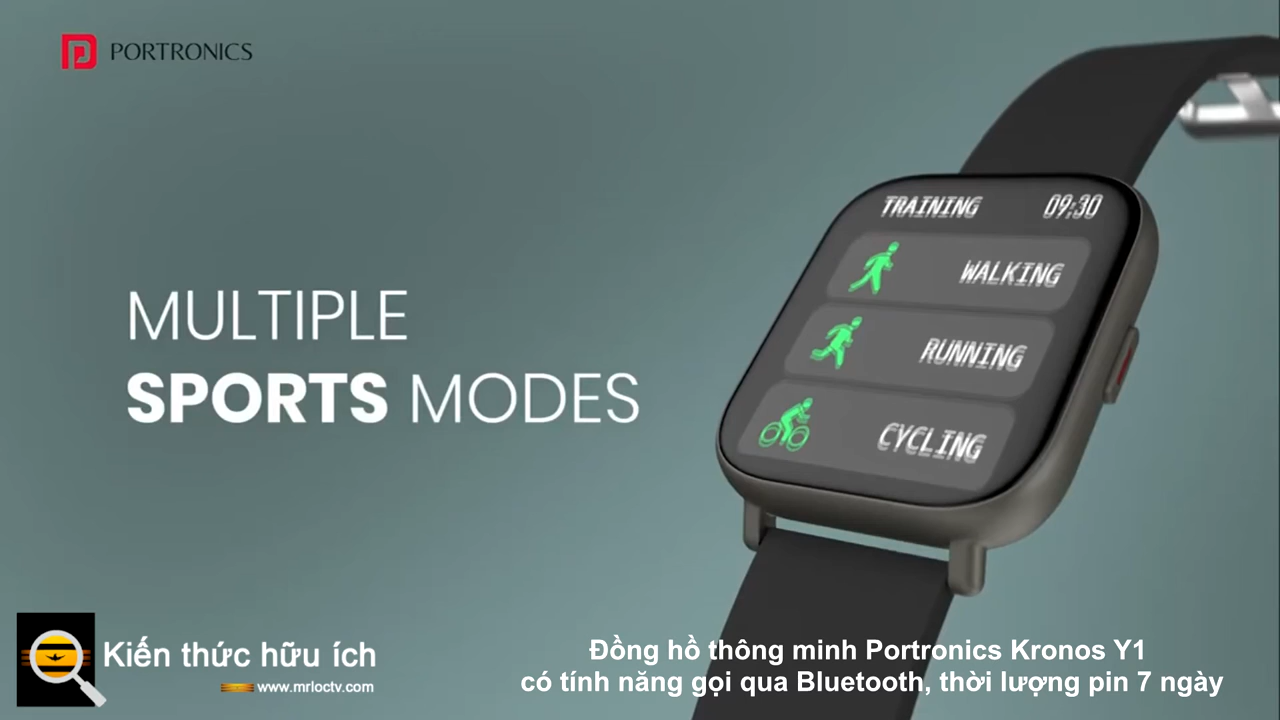 PORTRONICS
MULTIPLE
SPORTS MODES
TRAINING 09:30
WALKING
RUNNING
CYCLING
Kiến thức hữu ích
www.mrloctv.com
Đồng hồ thông minh Portronics Kronos Y1
có tính năng gọi qua Bluetooth, thời lượng pin 7 ngày